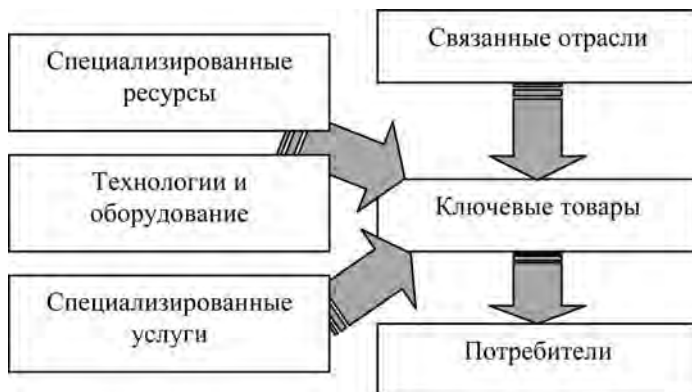 Специализированные
ресурсы
Технологии и
оборудование
Специализированные
услуги
Связанные отрасли
Ключевые товары
Потребители